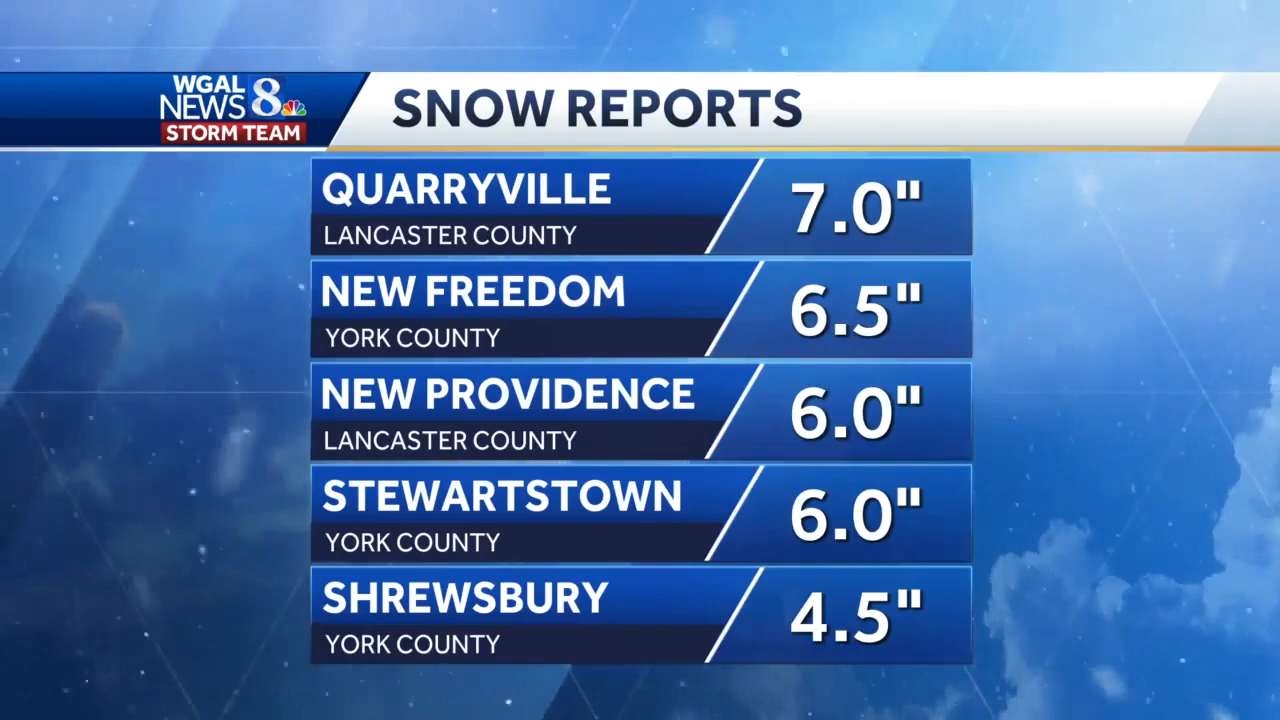 WGAL
NEWS 8
STORM TEAM
SNOW REPORTS
QUARRYVILLE
LANCASTER COUNTY
7.0"
NEW FREEDOM
YORK COUNTY
6.5"
NEW PROVIDENCE
LANCASTER COUNTY
6.0"
STEWARTSTOWN
YORK COUNTY
6.0"
SHREWSBURY
YORK COUNTY
4.5"